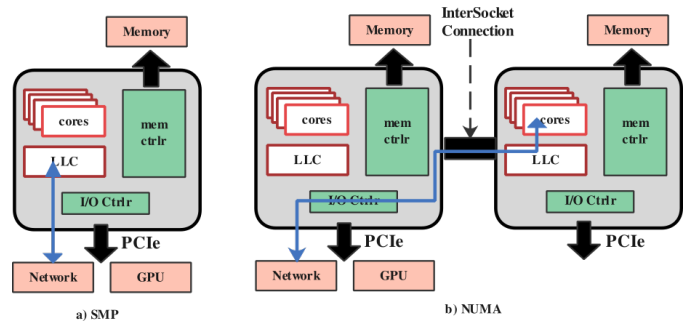 InterSocket
Connection
Memory
Memory
Memory
cores
mem
ctrlr
LLC
I/O Ctrlr
PCIe
Network
GPU
a) SMP
cores
mem
ctrlr
LLC
I/O Ctrlr
PCIe
Network
GPU
cores
mem
ctrlr
LLC
I/O Ctrlr
PCIe
b) NUMA